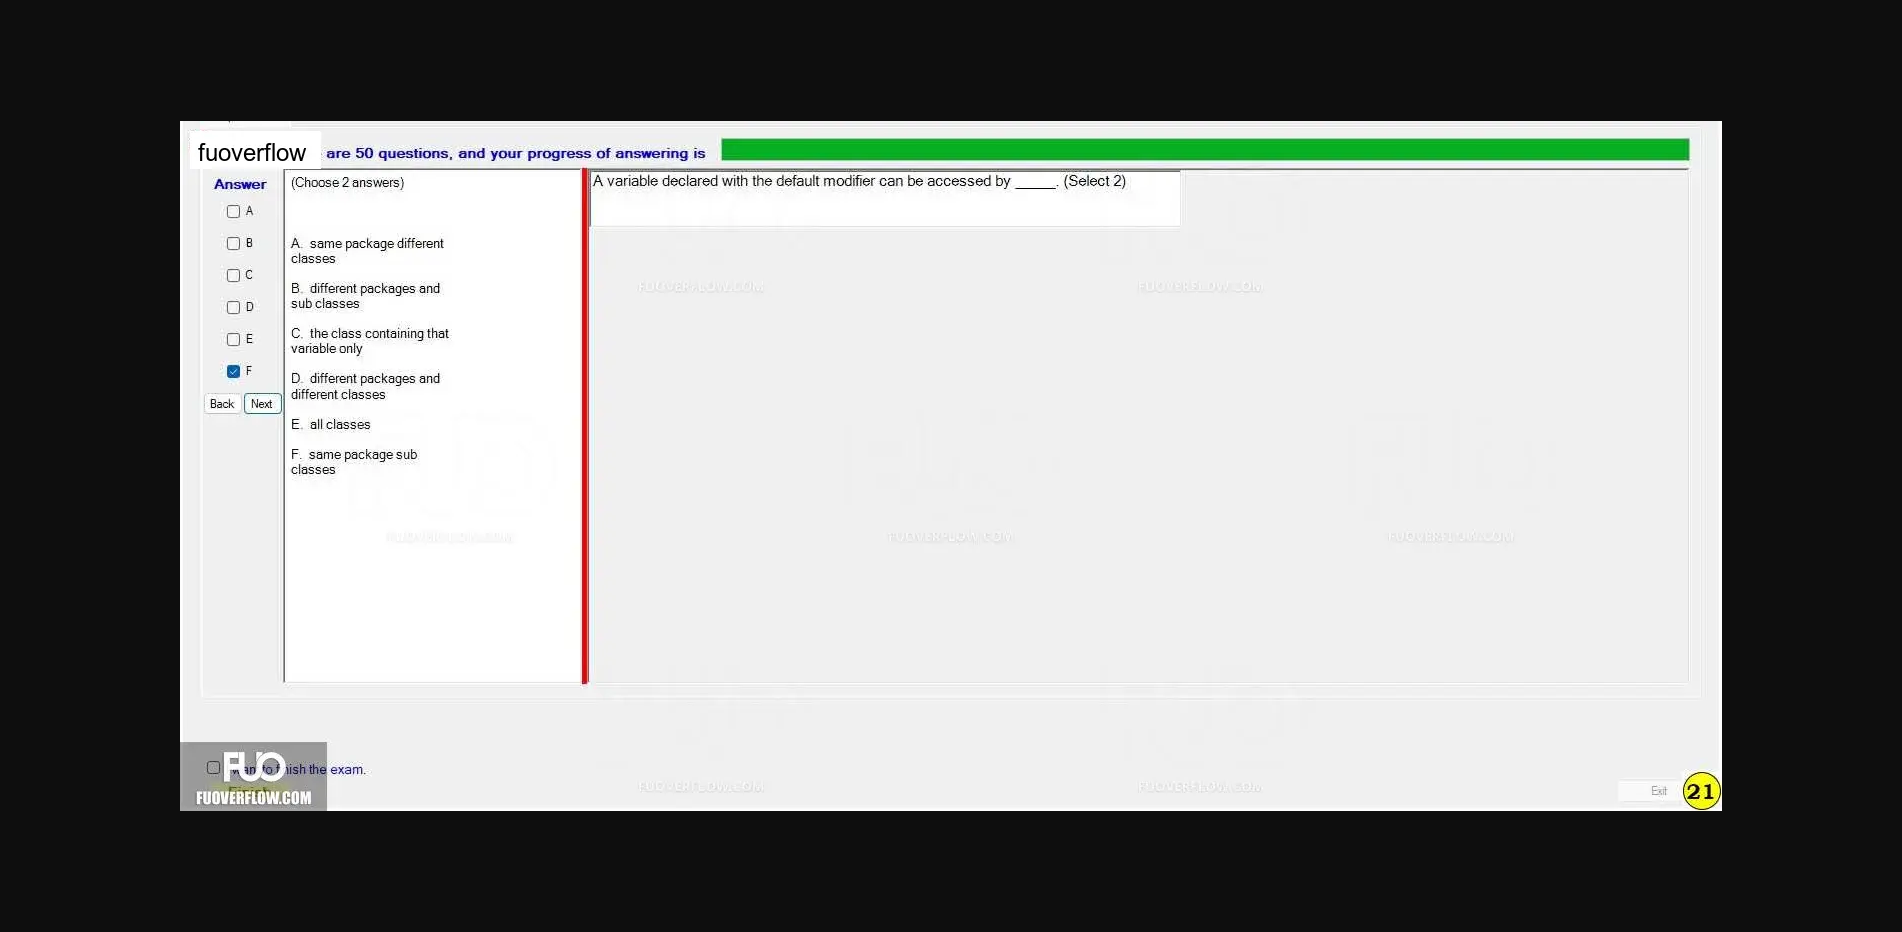 fuoverflow are 50 questions, and your progress of answering is
Answer
(Choose 2 answers)
A variable declared with the default modifier can be accessed by _____. (Select 2)
A
B
C
D
E
F
Back Next
A. same package different
classes
B. different packages and
sub classes
C. the class containing that
variable only
D. different packages and
different classes
E. all classes
F. same package sub
classes
FUOVERFLOW.COM FUOVERFLOW.COM
FUOVERFLOW.COM FUOVERFLOW.COM FUOVERFLOW.COM
FUOVERFLOW.COM FUOVERFLOW.COM
FUO
to finish the exam.
FUOVERFLOW.COM
Exit
21